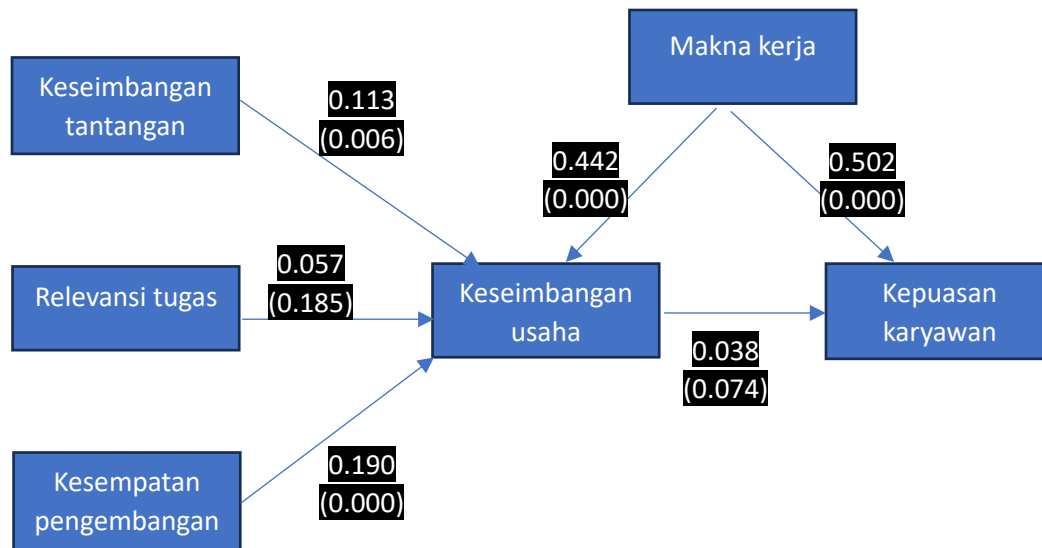 Makna kerja
Keseimbangan
tantangan
0.113
(0.006)
0.442
(0.000)
0.502
(0.000)
Relevansi tugas
0.057
(0.185)
Keseimbangan
usaha
Kepuasan
karyawan
0.038
(0.074)
Kesempatan
pengembangan
0.190
(0.000)